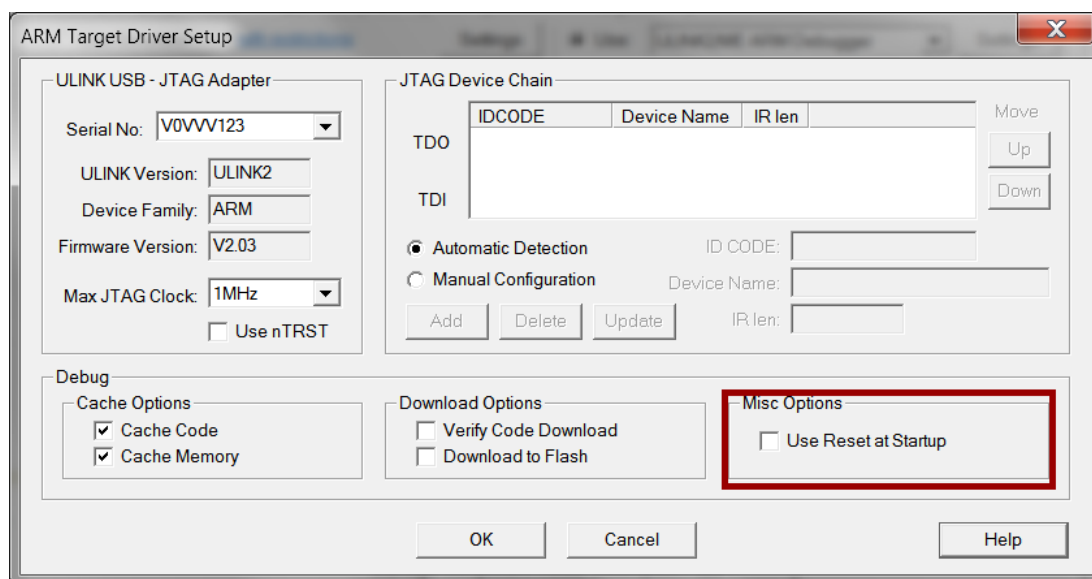 ARM Target Driver Setup
ULINK USB - JTAG Adapter
Serial No: V0VVV123
ULINK Version: ULINK2
Device Family: ARM
Firmware Version: V2.03
Max JTAG Clock: 1MHz
Use nTRST
JTAG Device Chain
IDCODE Device Name IR len
TDO
TDI
Move
Up
Down
Automatic Detection
Manual Configuration
ID CODE:
Device Name:
Add Delete Update IR len:
Debug
Cache Options
Cache Code
Cache Memory
Download Options
Verify Code Download
Download to Flash
Misc Options
Use Reset at Startup
OK Cancel Help